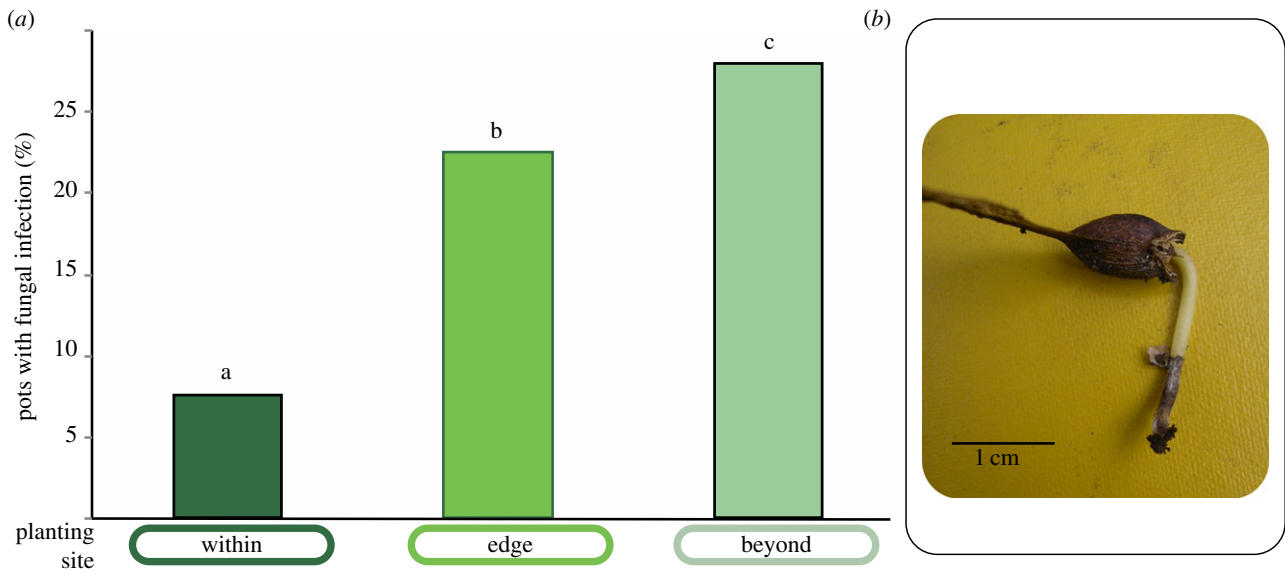 (a)
pots with fungal infection (%)
25
20
15
10
5
a
b
c
planting
site
within
edge
beyond
(b)
1 cm